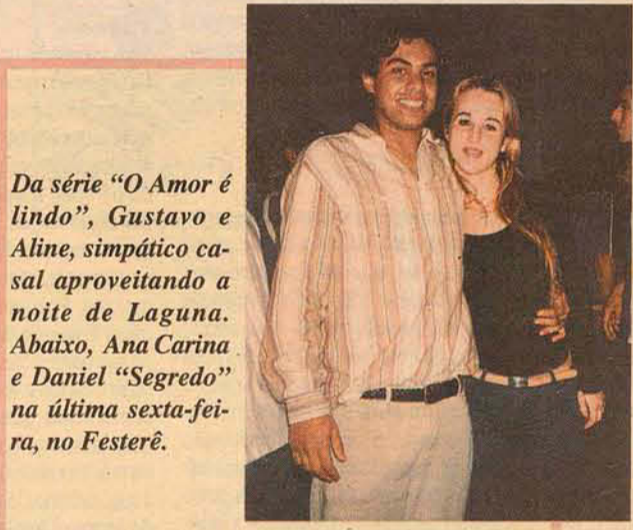 Da série “O Amor é
lindo”, Gustavo e
Aline, simpático ca-
sal aproveitando a
noite de Laguna.
Abaixo, Ana Carina
e Daniel “Segredo”
na última sexta-fei-
ra, no Festerê.